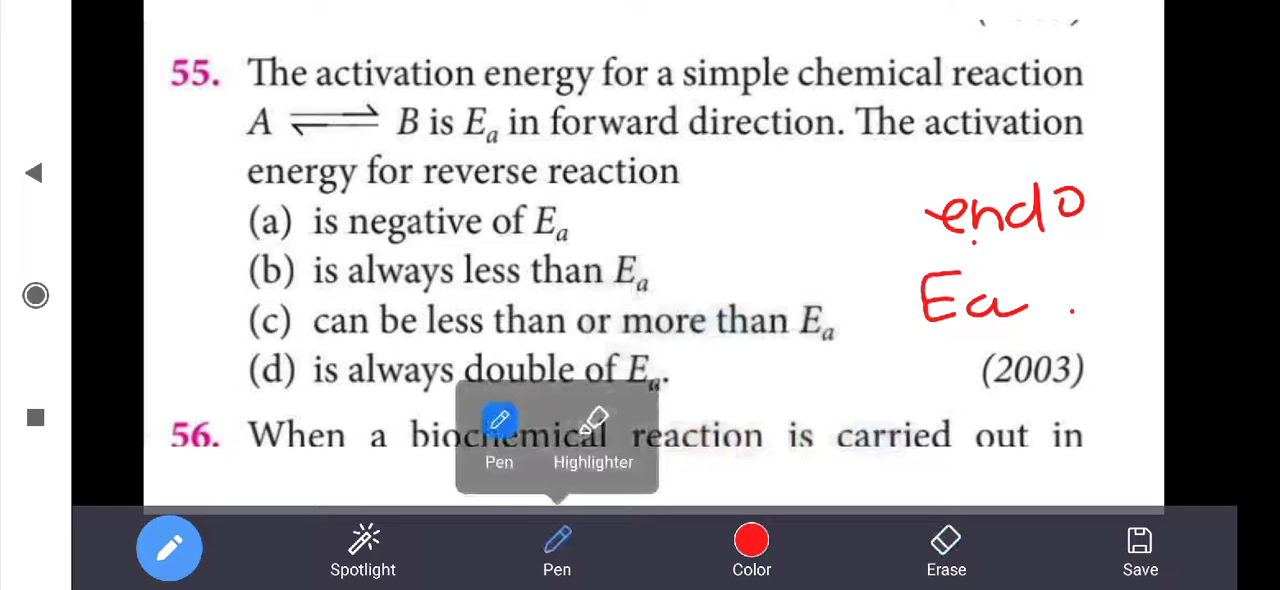 55. The activation energy for a simple chemical reaction
A ⇌ B is Ea in forward direction. The activation
energy for reverse reaction
(a) is negative of Ea
(b) is always less than Ea
(c) can be less than or more than Ea
(d) is always double of Ea. (2003)
endo
Ea .
56. When a biochemical reaction is carried out in
Pen Highlighter
Spotlight Pen Color Erase Save